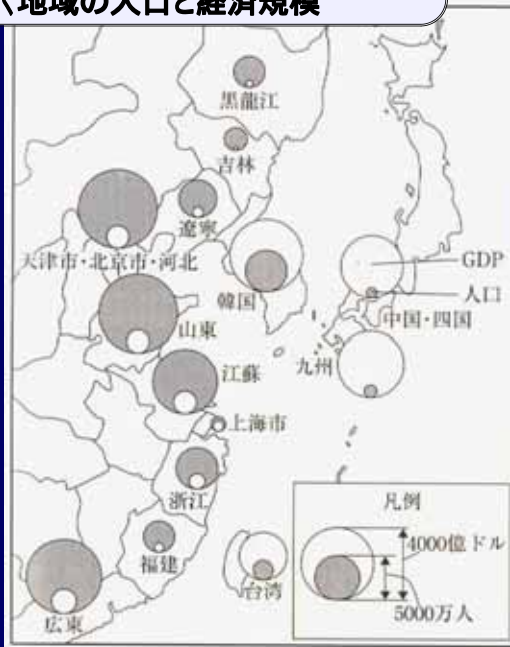 地域の人口と経済規模
黒龍江
吉林
遼寧
天津市・北京市・河北
韓国
GDP
人口
中国・四国
山東
九州
江蘇
上海市
浙江
福建
台湾
広東
凡例
4000億ドル
5000万人